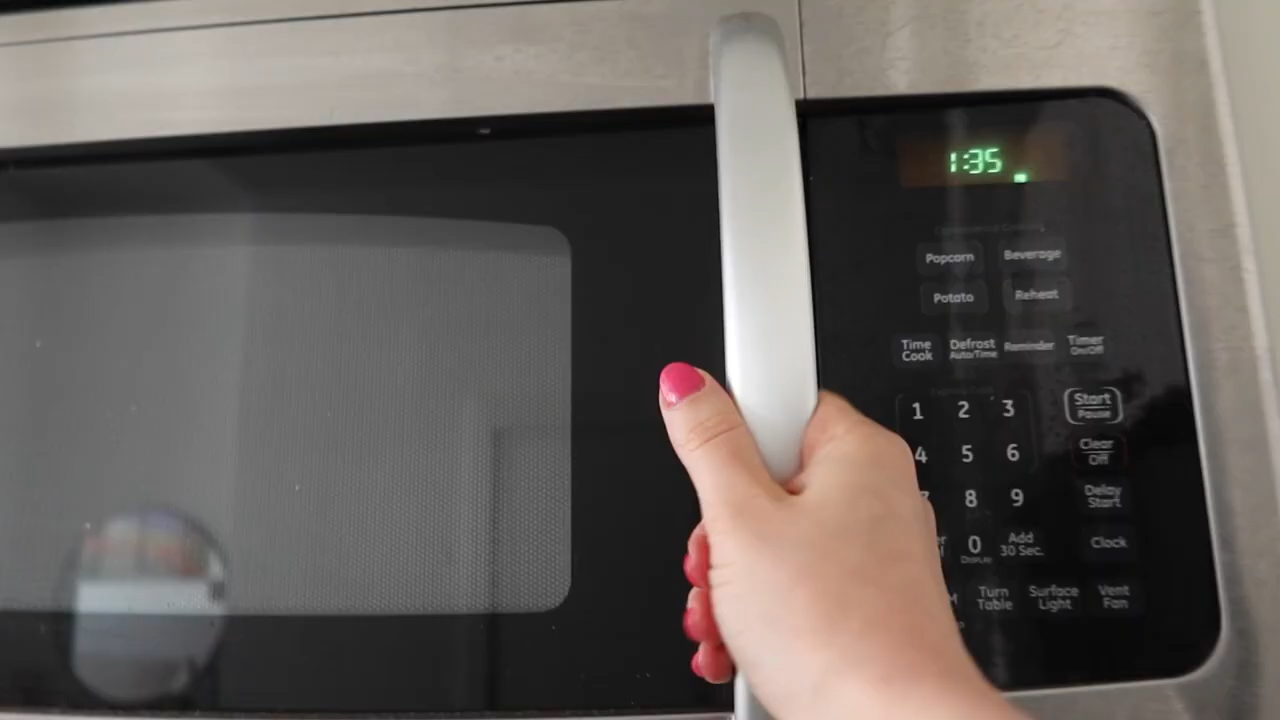 1:35
Popcorn Beverage
Potato Reheat
Time Cook
Defrost Auto/Time
Reminder
Timer On/Off
1 2 3
Start Pause
4 5 6
Clear Off
8 9
Delay Start
0 DISPLAY
Add 30 Sec.
Clock
Turn Table
Surface Light
Vent Fan